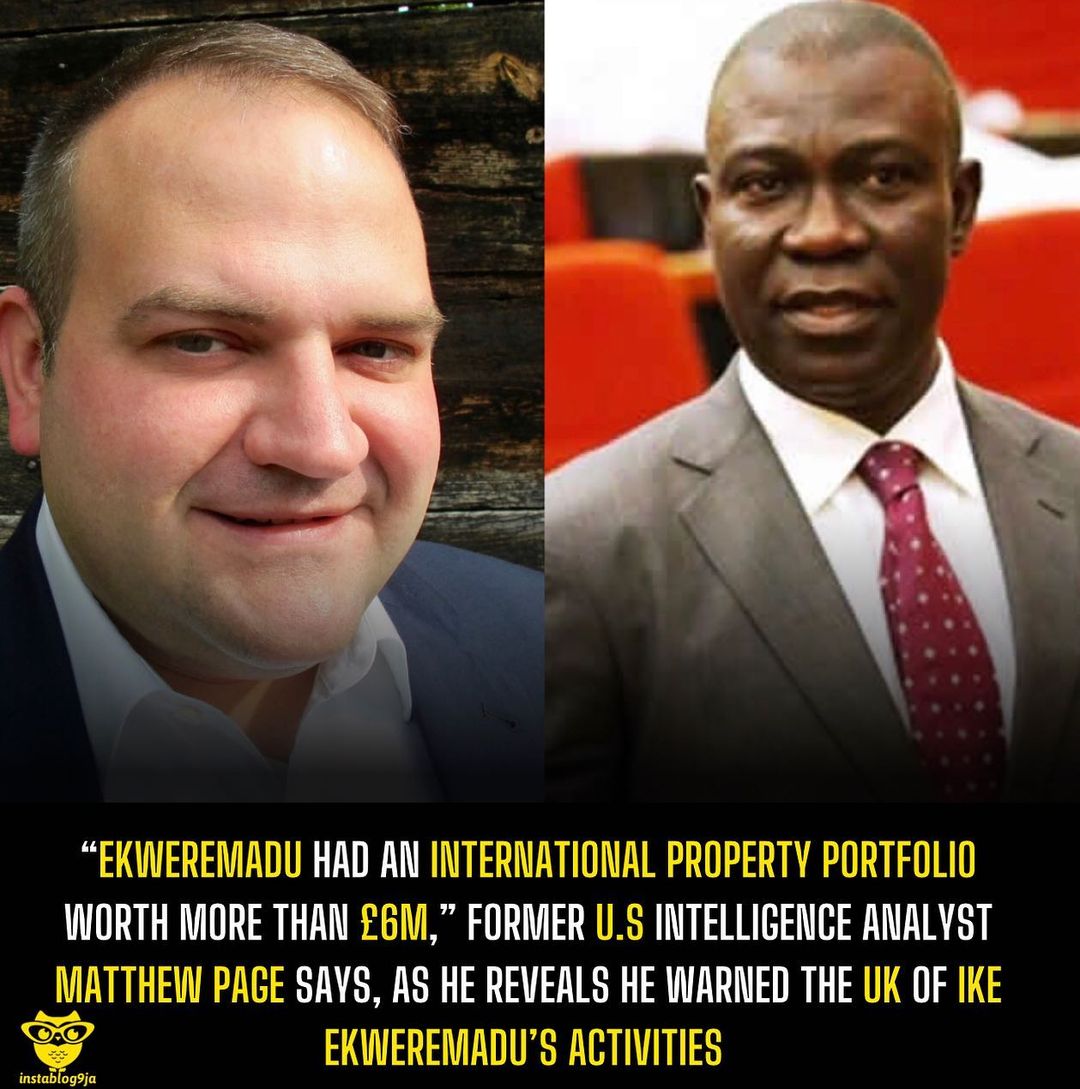 “EKWEREMADU HAD AN INTERNATIONAL PROPERTY PORTFOLIO
WORTH MORE THAN £6M,” FORMER U.S INTELLIGENCE ANALYST
MATTHEW PAGE SAYS, AS HE REVEALS HE WARNED THE UK OF IKE
EKWEREMADU’S ACTIVITIES
instablog9ja